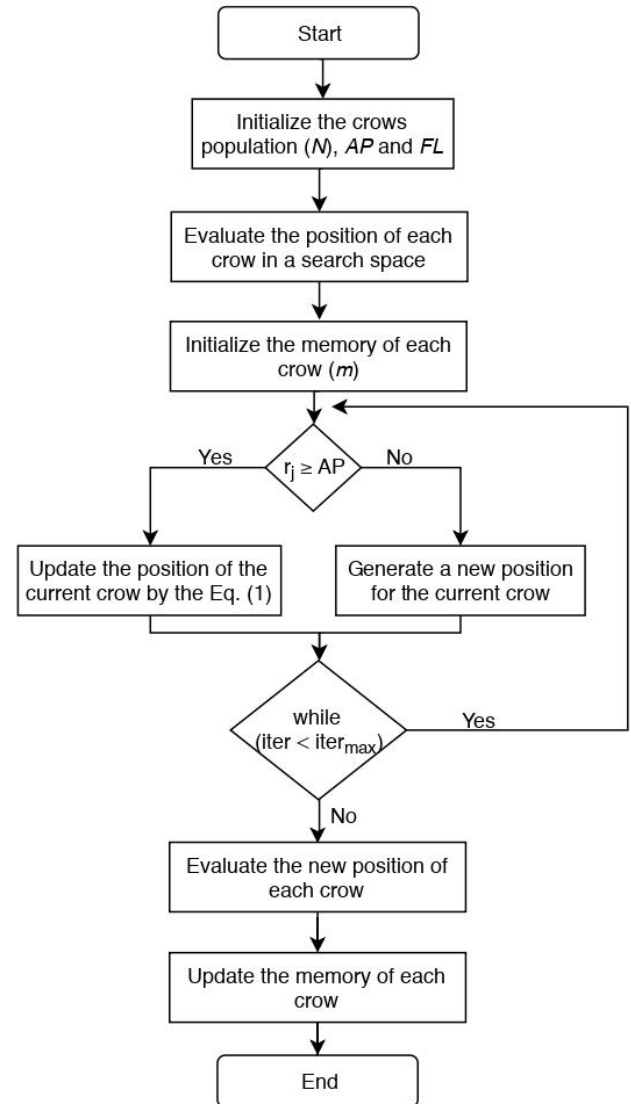 Start
Initialize the crows
population (N), AP and FL
Evaluate the position of each
crow in a search space
Initialize the memory of each
crow (m)
Yes
r_j ≥ AP
No
Update the position of the
current crow by the Eq. (1)
Generate a new position
for the current crow
while
(iter < iter_max)
Yes
No
Evaluate the new position of
each crow
Update the memory of each
crow
End